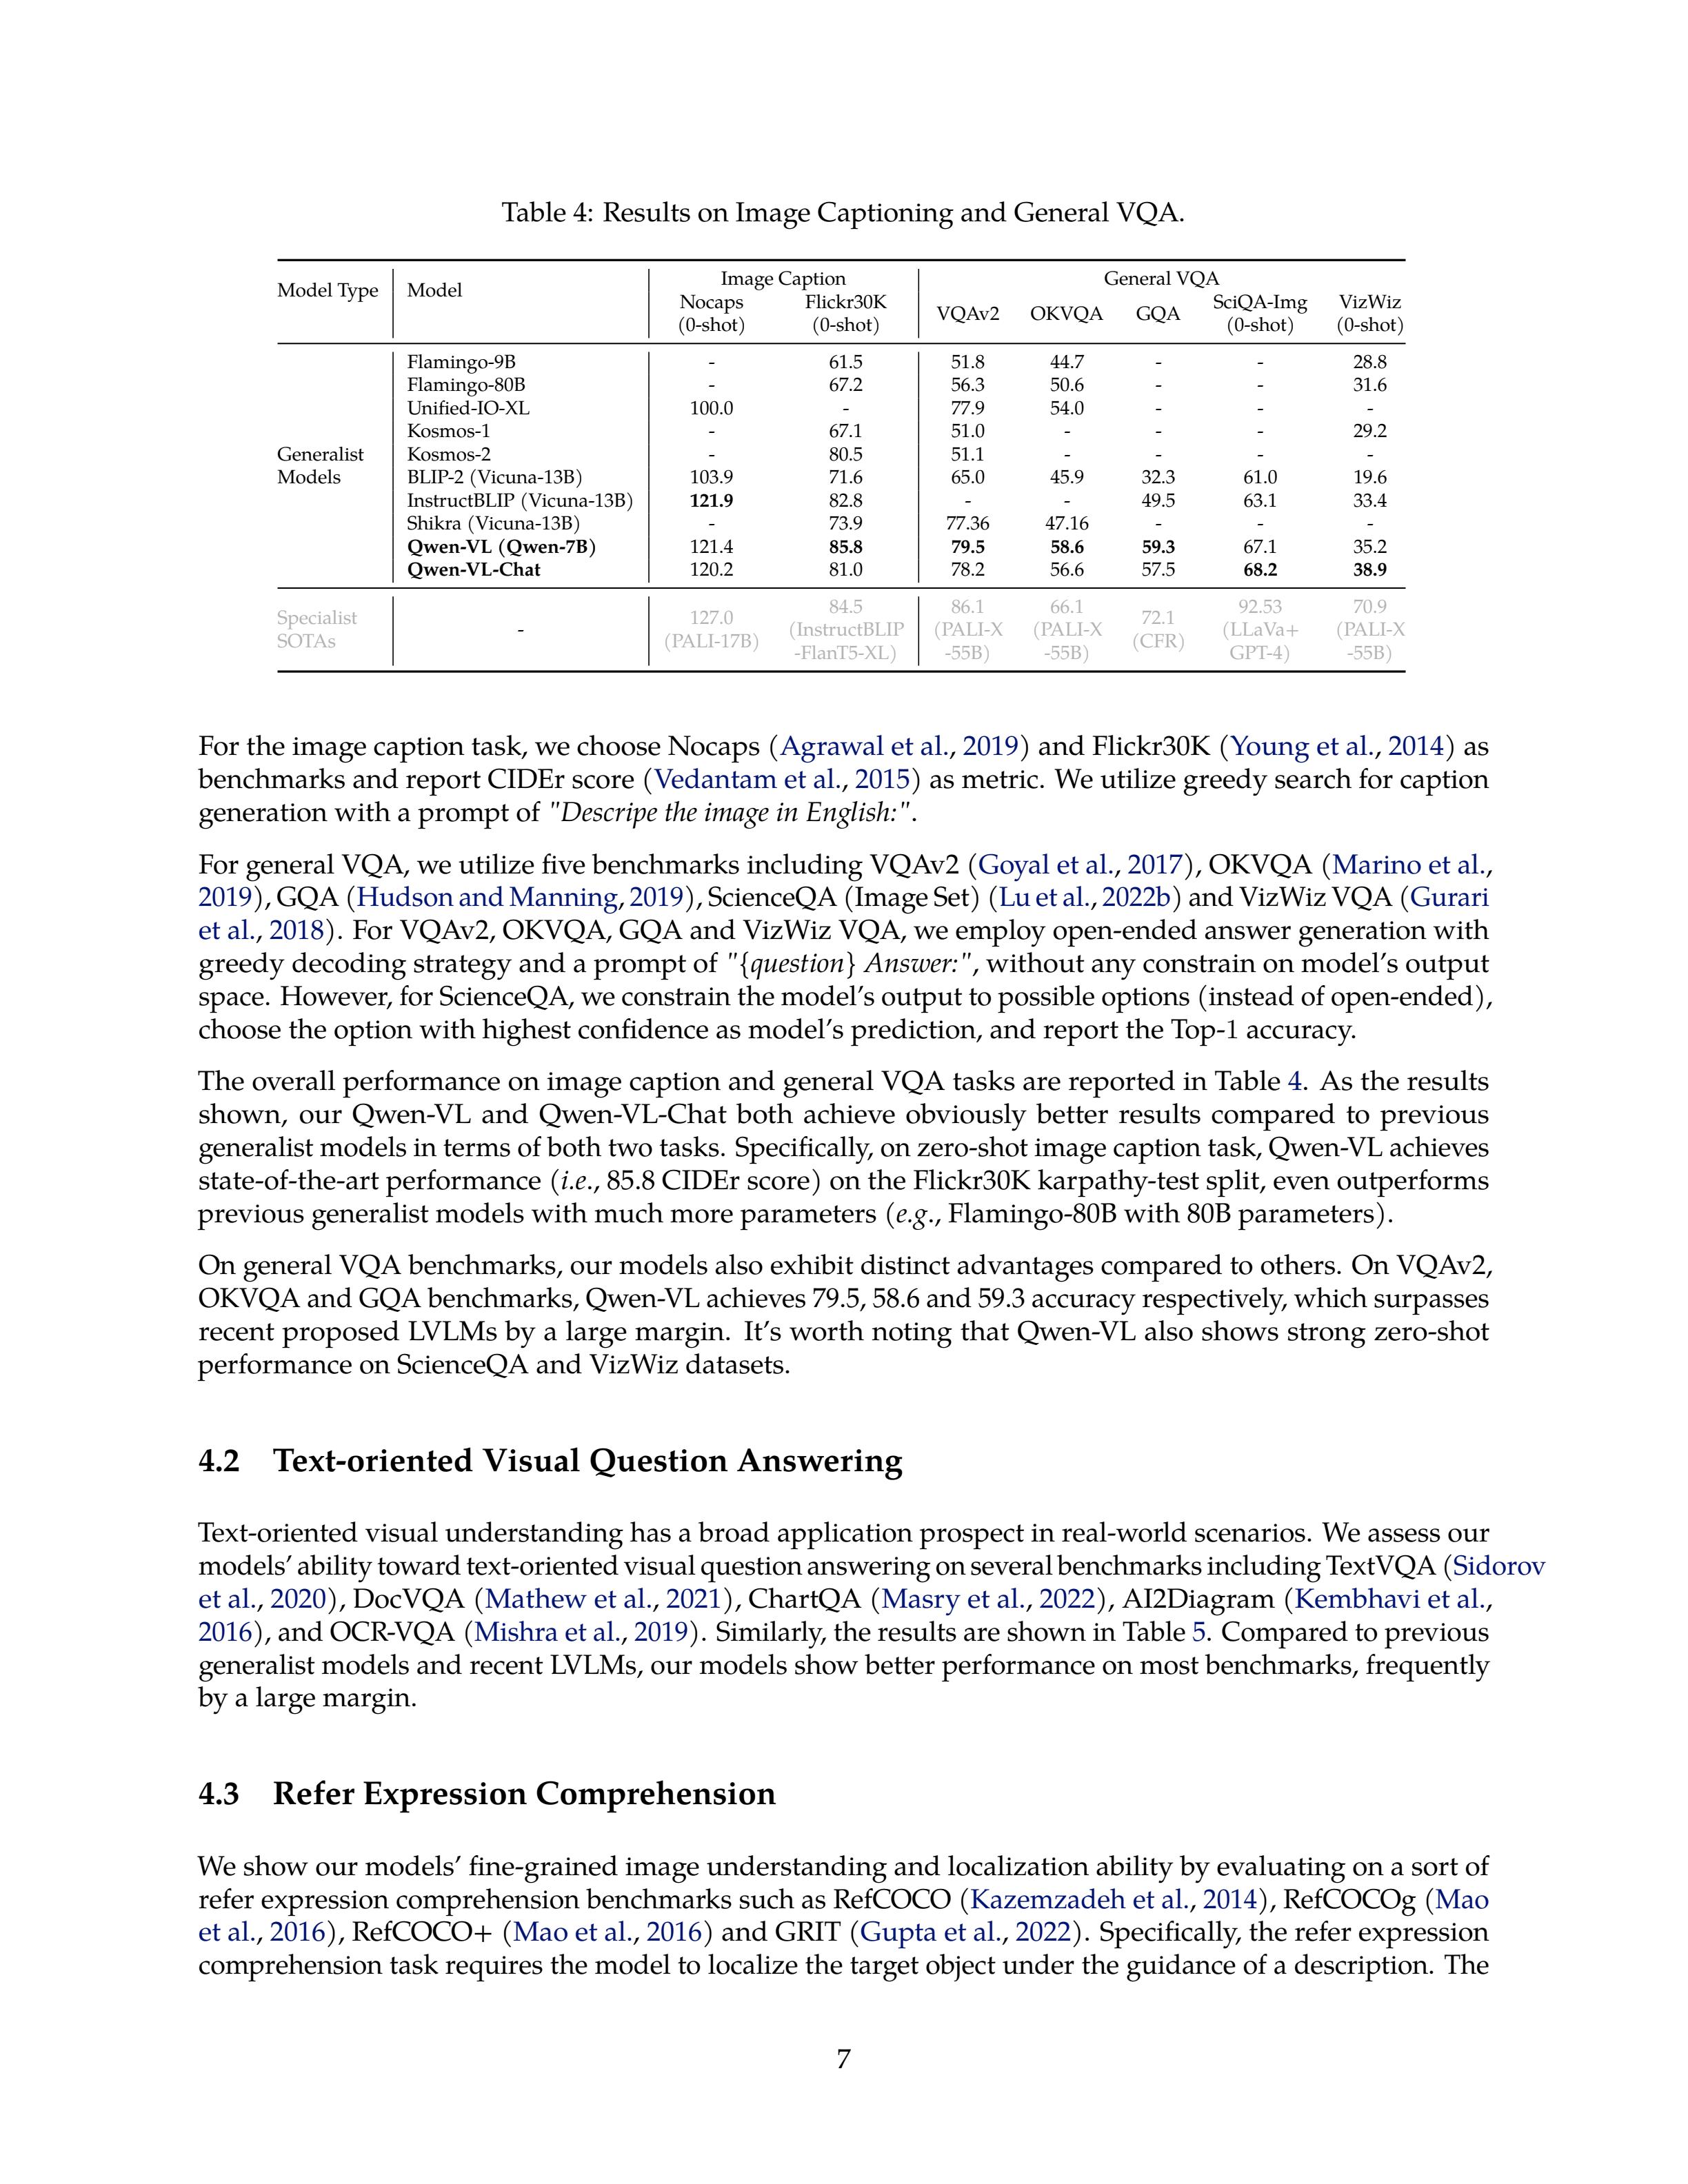 Table 4: Results on Image Captioning and General VQA.
Model Type Model Image Caption General VQA
Nocaps (0-shot) Flickr30K (0-shot) VQAv2 OKVQA GQA SciQA-Img (0-shot) VizWiz (0-shot)
Generalist Models
Flamingo-9B - 61.5 51.8 44.7 - - 28.8
Flamingo-80B - 67.2 56.3 50.6 - - 31.6
Unified-IO-XL 100.0 - 77.9 54.0 - - -
Kosmos-1 - 67.1 51.0 - - - 29.2
Kosmos-2 - 80.5 51.1 - - - -
BLIP-2 (Vicuna-13B) 103.9 71.6 65.0 45.9 32.3 61.0 19.6
InstructBLIP (Vicuna-13B) 121.9 82.8 - - 49.5 63.1 33.4
Shikra (Vicuna-13B) - 73.9 77.36 47.16 - - -
Qwen-VL (Qwen-7B) 121.4 85.8 79.5 58.6 59.3 67.1 35.2
Qwen-VL-Chat 120.2 81.0 78.2 56.6 57.5 68.2 38.9
Specialist SOTAs - 127.0 (PALI-17B) 84.5 (InstructBLIP -FlanT5-XL) 86.1 (PALI-X -55B) 66.1 (PALI-X -55B) 72.1 (CFR) 92.53 (LLaVa+ GPT-4) 70.9 (PALI-X -55B)
For the image caption task, we choose Nocaps (Agrawal et al., 2019) and Flickr30K (Young et al., 2014) as
benchmarks and report CIDEr score (Vedantam et al., 2015) as metric. We utilize greedy search for caption
generation with a prompt of "Descripe the image in English:".
For general VQA, we utilize five benchmarks including VQAv2 (Goyal et al., 2017), OKVQA (Marino et al.,
2019), GQA (Hudson and Manning, 2019), ScienceQA (Image Set) (Lu et al., 2022b) and VizWiz VQA (Gurari
et al., 2018). For VQAv2, OKVQA, GQA and VizWiz VQA, we employ open-ended answer generation with
greedy decoding strategy and a prompt of "{question} Answer:", without any constrain on model's output
space. However, for ScienceQA, we constrain the model's output to possible options (instead of open-ended),
choose the option with highest confidence as model's prediction, and report the Top-1 accuracy.
The overall performance on image caption and general VQA tasks are reported in Table 4. As the results
shown, our Qwen-VL and Qwen-VL-Chat both achieve obviously better results compared to previous
generalist models in terms of both two tasks. Specifically, on zero-shot image caption task, Qwen-VL achieves
state-of-the-art performance (i.e., 85.8 CIDEr score) on the Flickr30K karpathy-test split, even outperforms
previous generalist models with much more parameters (e.g., Flamingo-80B with 80B parameters).
On general VQA benchmarks, our models also exhibit distinct advantages compared to others. On VQAv2,
OKVQA and GQA benchmarks, Qwen-VL achieves 79.5, 58.6 and 59.3 accuracy respectively, which surpasses
recent proposed LVLMs by a large margin. It's worth noting that Qwen-VL also shows strong zero-shot
performance on ScienceQA and VizWiz datasets.
4.2 Text-oriented Visual Question Answering
Text-oriented visual understanding has a broad application prospect in real-world scenarios. We assess our
models' ability toward text-oriented visual question answering on several benchmarks including TextVQA (Sidorov
et al., 2020), DocVQA (Mathew et al., 2021), ChartQA (Masry et al., 2022), AI2Diagram (Kembhavi et al.,
2016), and OCR-VQA (Mishra et al., 2019). Similarly, the results are shown in Table 5. Compared to previous
generalist models and recent LVLMs, our models show better performance on most benchmarks, frequently
by a large margin.
4.3 Refer Expression Comprehension
We show our models' fine-grained image understanding and localization ability by evaluating on a sort of
refer expression comprehension benchmarks such as RefCOCO (Kazemzadeh et al., 2014), RefCOCOg (Mao
et al., 2016), RefCOCO+ (Mao et al., 2016) and GRIT (Gupta et al., 2022). Specifically, the refer expression
comprehension task requires the model to localize the target object under the guidance of a description. The
7